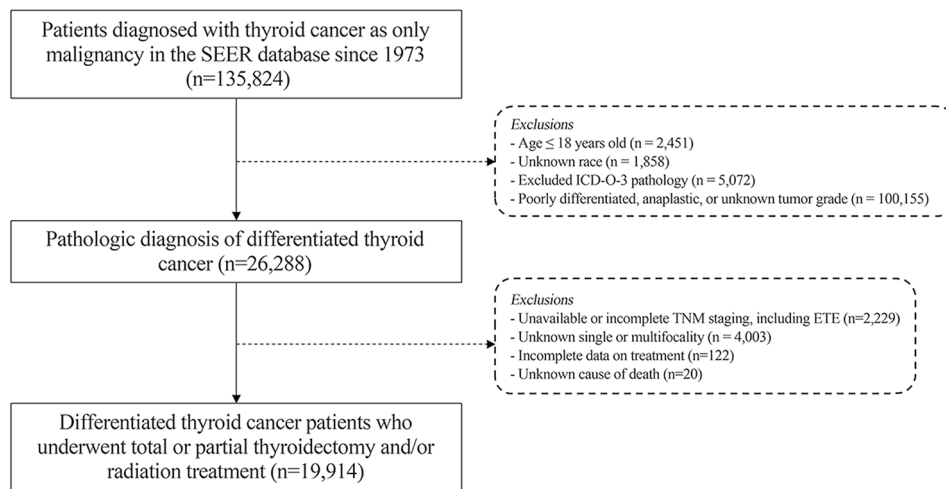 Patients diagnosed with thyroid cancer as only
malignancy in the SEER database since 1973
(n=135,824)
Exclusions
- Age ≤ 18 years old (n = 2,451)
- Unknown race (n = 1,858)
- Excluded ICD-O-3 pathology (n = 5,072)
- Poorly differentiated, anaplastic, or unknown tumor grade (n = 100,155)
Pathologic diagnosis of differentiated thyroid
cancer (n=26,288)
Exclusions
- Unavailable or incomplete TNM staging, including ETE (n=2,229)
- Unknown single or multifocality (n = 4,003)
- Incomplete data on treatment (n=122)
- Unknown cause of death (n=20)
Differentiated thyroid cancer patients who
underwent total or partial thyroidectomy and/or
radiation treatment (n=19,914)